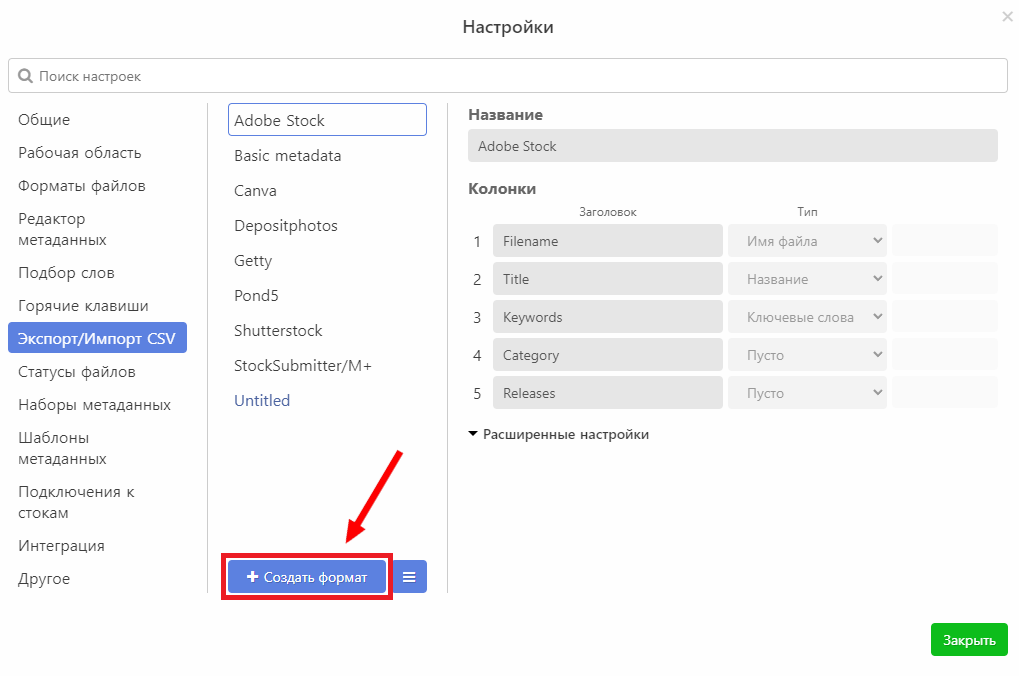 Настройки
Поиск настроек
Общие
Рабочая область
Форматы файлов
Редактор
метаданных
Подбор слов
Горячие клавиши
Экспорт/Импорт CSV
Статусы файлов
Наборы метаданных
Шаблоны
метаданных
Подключения к
стокам
Интеграция
Другое
Adobe Stock
Basic metadata
Canva
Depositphotos
Getty
Pond5
Shutterstock
StockSubmitter/M+
Untitled
Создать формат
Название
Adobe Stock
Колонки
Заголовок Тип
1 Filename Имя файла
2 Title Название
3 Keywords Ключевые слова
4 Category Пусто
5 Releases Пусто
Расширенные настройки
Закрыть